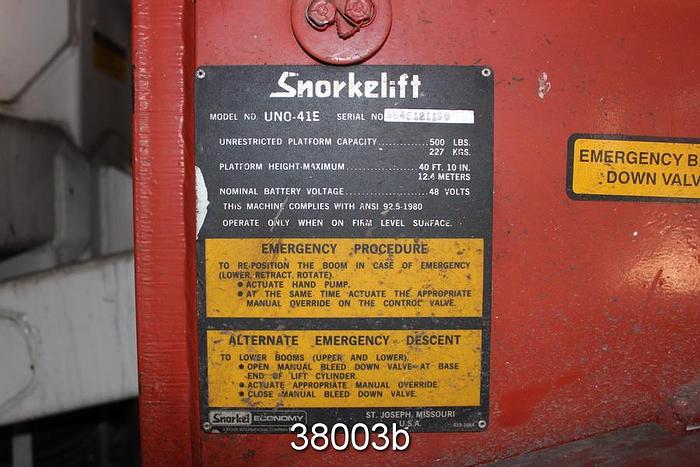 Snorkelift
MODEL NO. UNO-41E SERIAL NO.
UNRESTRICTED PLATFORM CAPACITY.............500 LBS.
227 KGS.
PLATFORM HEIGHT-MAXIMUM...............40 FT. 10 IN.
12.4 METERS
NOMINAL BATTERY VOLTAGE.....................48 VOLTS
THIS MACHINE COMPLIES WITH ANSI 92.5-1980
OPERATE ONLY WHEN ON FIRM LEVEL SURFACE.
EMERGENCY PROCEDURE
TO RE-POSITION THE BOOM IN CASE OF EMERGENCY
(LOWER, RETRACT, ROTATE).
● ACTUATE HAND PUMP.
● AT THE SAME TIME ACTUATE THE APPROPRIATE
MANUAL OVERRIDE ON THE CONTROL VALVE.
ALTERNATE EMERGENCY DESCENT
TO LOWER BOOMS (UPPER AND LOWER).
● OPEN MANUAL BLEED DOWN VALVE AT BASE
END OF LIFT CYLINDER.
● ACTUATE APPROPRIATE MANUAL OVERRIDE.
● CLOSE MANUAL BLEED DOWN VALVE.
Snorkel ECONOMY
ST. JOSEPH, MISSOURI
U.S.A.
EMERGENCY B
DOWN VALV
38003b